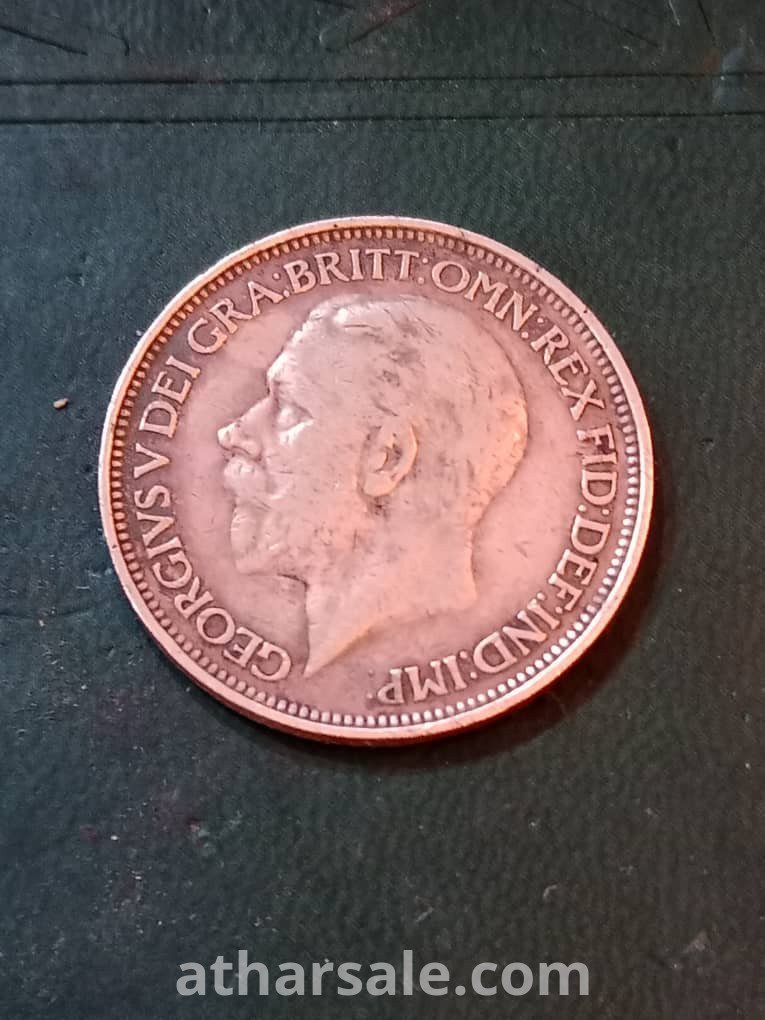 GEORGIVS V DEI GRA:BRITT:OMN:REX FID:DEF:IND:IMP:
atharsale.com